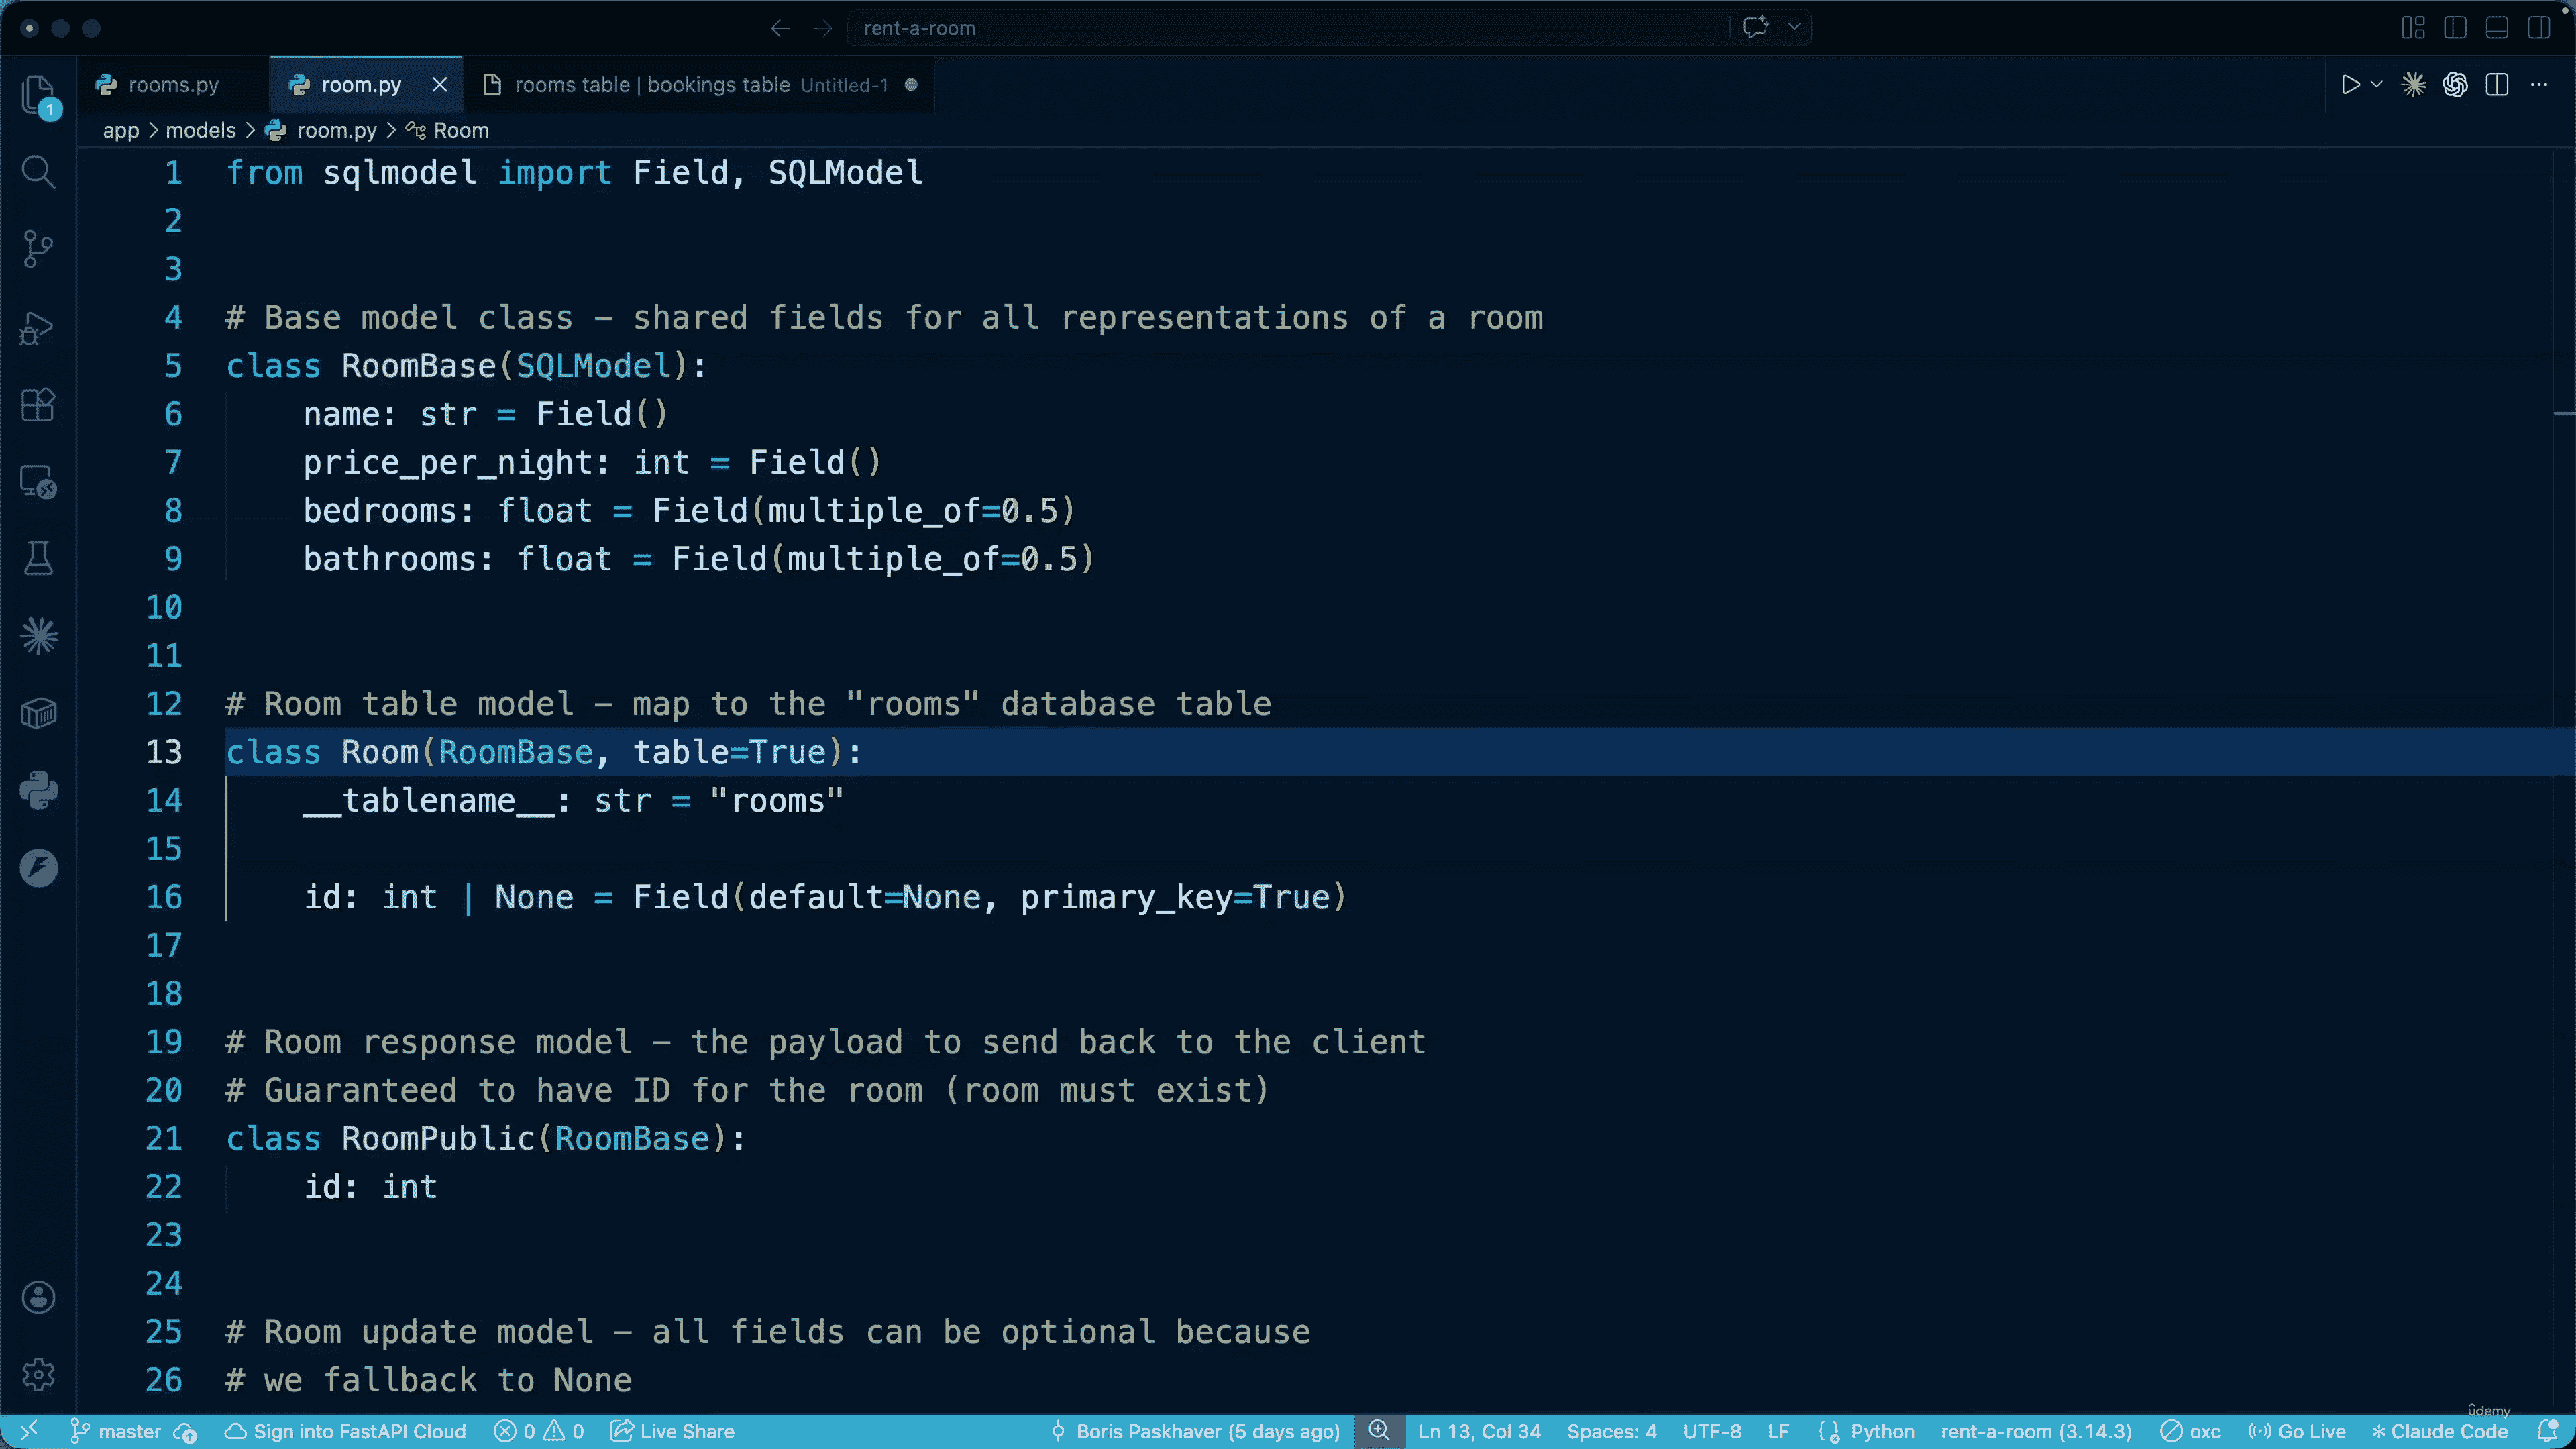 rent-a-room
rooms.py
room.py
rooms table | bookings table Untitled-1
1
app > models > room.py > Room
1 from sqlmodel import Field, SQLModel
2
3
4 # Base model class – shared fields for all representations of a room
5 class RoomBase(SQLModel):
6     name: str = Field()
7     price_per_night: int = Field()
8     bedrooms: float = Field(multiple_of=0.5)
9     bathrooms: float = Field(multiple_of=0.5)
10
11
12 # Room table model – map to the "rooms" database table
13 class Room(RoomBase, table=True):
14     __tablename__: str = "rooms"
15
16     id: int | None = Field(default=None, primary_key=True)
17
18
19 # Room response model – the payload to send back to the client
20 # Guaranteed to have ID for the room (room must exist)
21 class RoomPublic(RoomBase):
22     id: int
23
24
25 # Room update model – all fields can be optional because
26 # we fallback to None
ûdemy
master Sign into FastAPI Cloud 0 0 Live Share Boris Paskhaver (5 days ago) Ln 13, Col 34 Spaces: 4 UTF-8 LF Python rent-a-room (3.14.3) oxc Go Live Claude Code